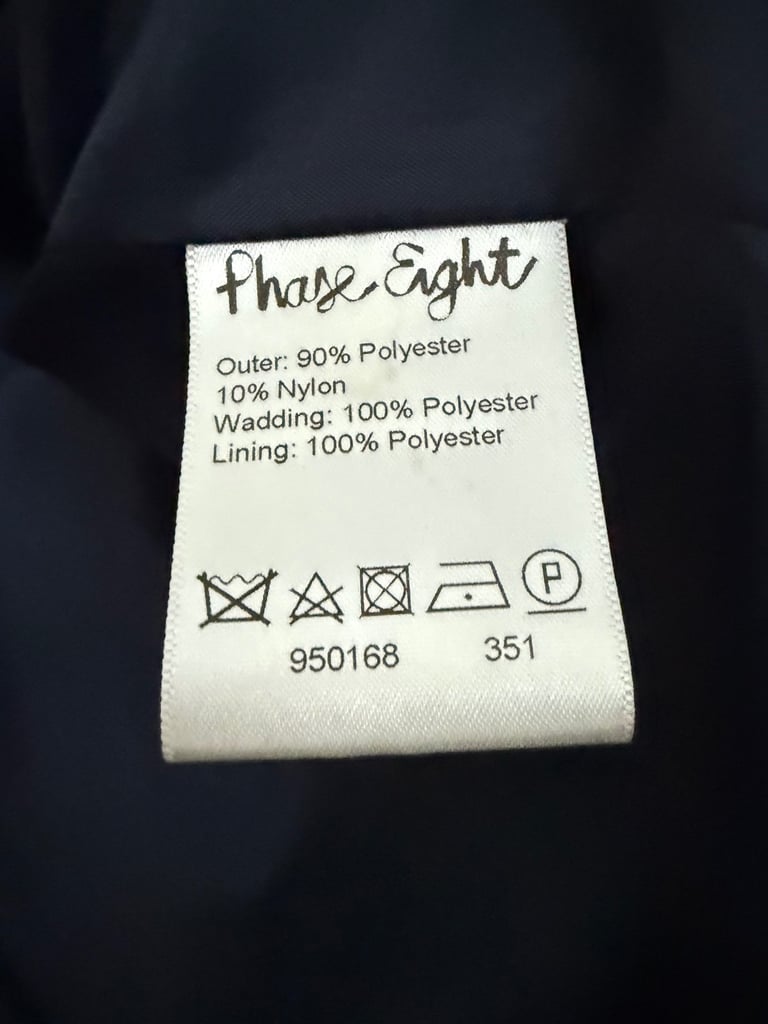 Phase Eight
Outer: 90% Polyester
10% Nylon
Wadding: 100% Polyester
Lining: 100% Polyester
P
950168 351